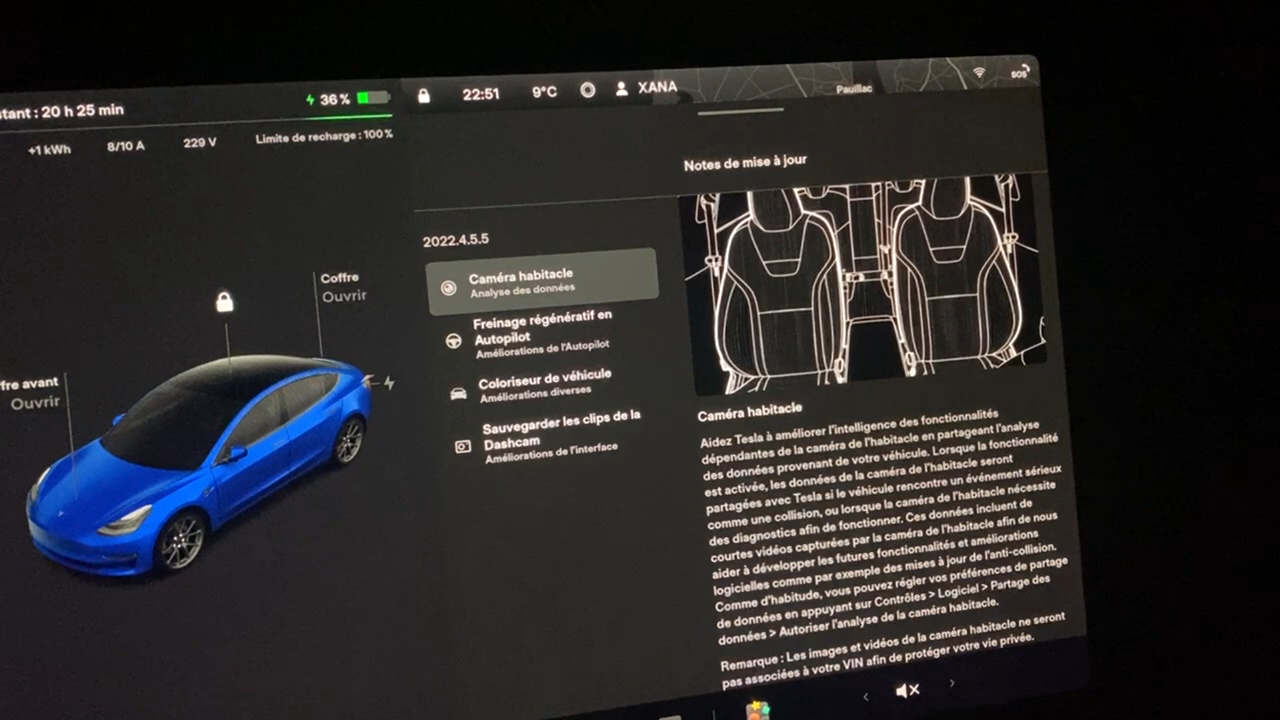 tant : 20 h 25 min
36 %
22:51
9°C
XANA
Pauillac
SOS
+1 kWh
8/10 A
229 V
Limite de recharge : 100 %
Notes de mise à jour
2022.4.5.5
Caméra habitacle
Analyse des données
Freinage régénératif en
Autopilot
Améliorations de l'Autopilot
Coloriseur de véhicule
Améliorations diverses
Sauvegarder les clips de la
Dashcam
Améliorations de l'interface
Coffre
Ouvrir
fre avant
Ouvrir
Caméra habitacle
Aidez Tesla à améliorer l'intelligence des fonctionnalités
dépendantes de la caméra de l'habitacle en partageant l'analyse
des données provenant de votre véhicule. Lorsque la fonctionnalité
est activée, les données de la caméra de l'habitacle seront
partagées avec Tesla si le véhicule rencontre un événement sérieux
comme une collision, ou lorsque la caméra de l'habitacle nécessite
des diagnostics afin de fonctionner. Ces données incluent de
courtes vidéos capturées par la caméra de l'habitacle afin de nous
aider à développer les futures fonctionnalités et améliorations
logicielles comme par exemple des mises à jour de l'anti-collision.
Comme d'habitude, vous pouvez régler vos préférences de partage
de données en appuyant sur Contrôles > Logiciel > Partage des
données > Autoriser l'analyse de la caméra habitacle.
Remarque : Les images et vidéos de la caméra habitacle ne seront
pas associées à votre VIN afin de protéger votre vie privée.